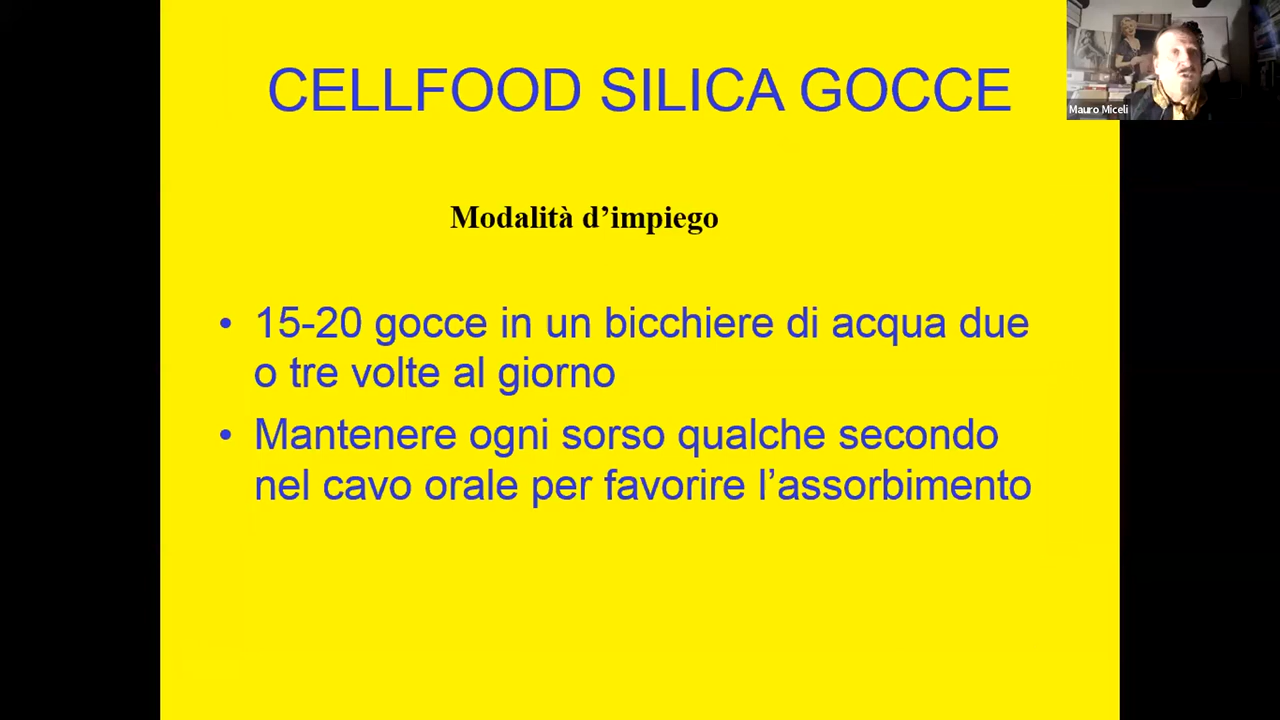 CELLFOOD SILICA GOCCE
Mauro Miceli
Modalità d’impiego
• 15-20 gocce in un bicchiere di acqua due
o tre volte al giorno
• Mantenere ogni sorso qualche secondo
nel cavo orale per favorire l’assorbimento